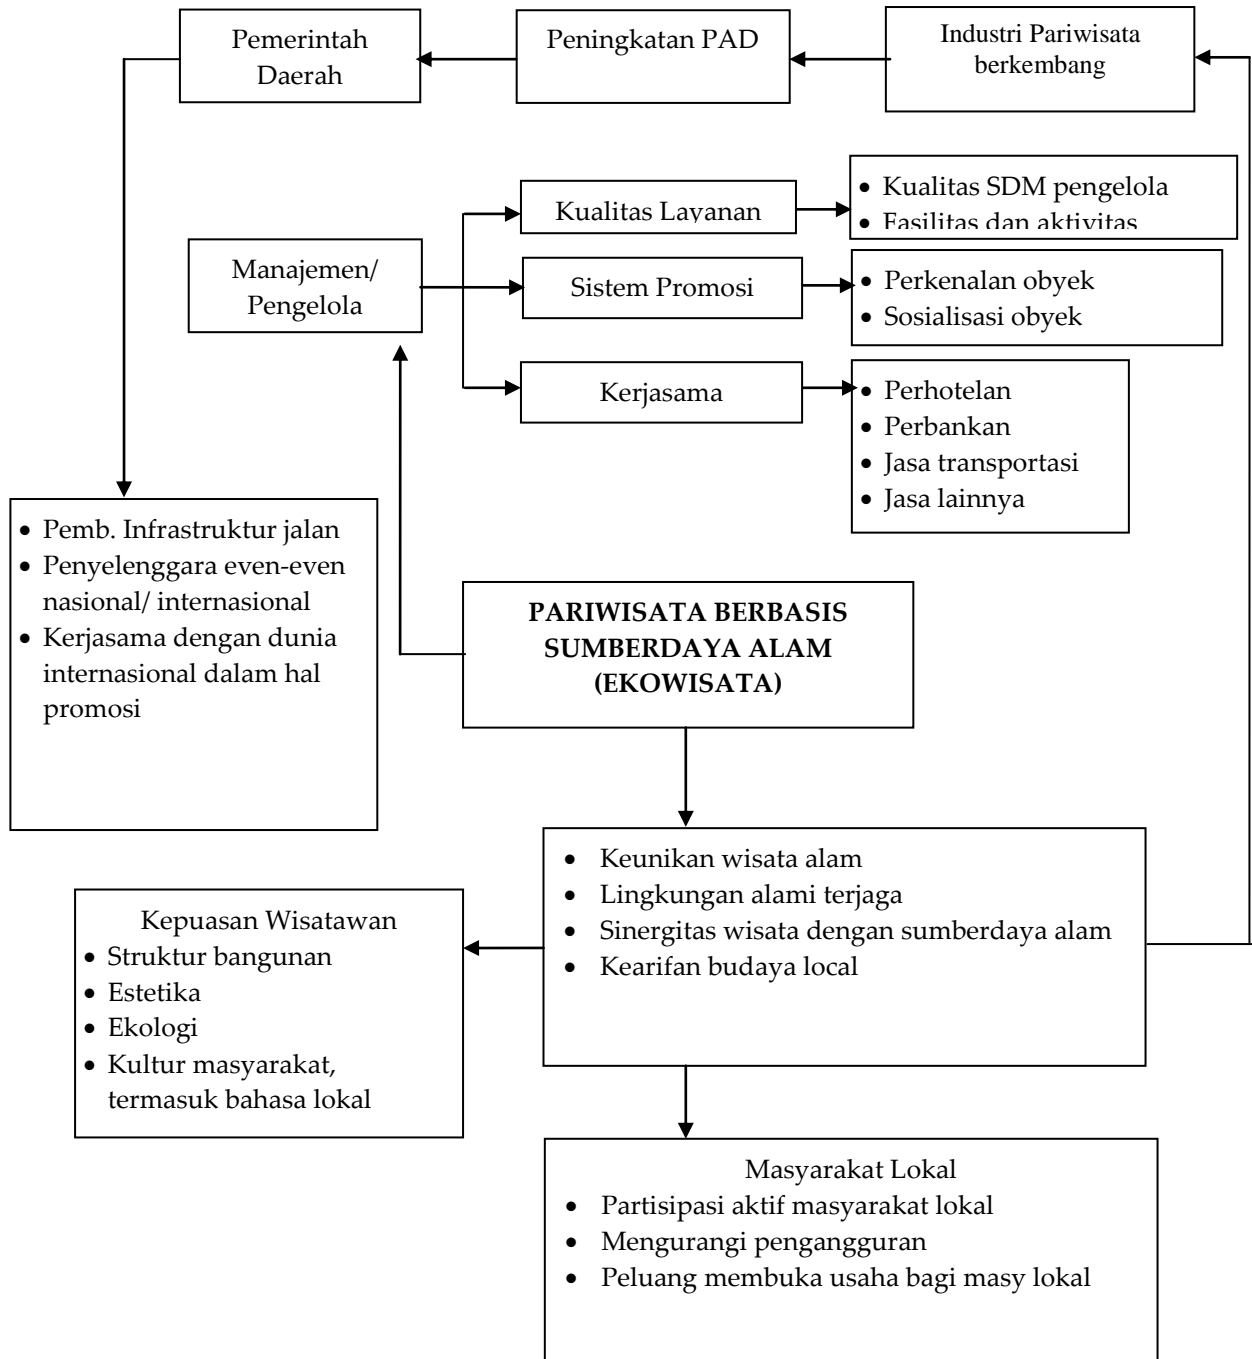 Pemerintah
Daerah
Peningkatan PAD
Industri Pariwisata
berkembang
Kualitas Layanan
• Kualitas SDM pengelola
• Fasilitas dan aktivitas
Manajemen/
Pengelola
Sistem Promosi
• Perkenalan obyek
• Sosialisasi obyek
Kerjasama
• Perhotelan
• Perbankan
• Jasa transportasi
• Jasa lainnya
• Pemb. Infrastruktur jalan
• Penyelenggara even-even
nasional/ internasional
• Kerjasama dengan dunia
internasional dalam hal
promosi
PARIWISATA BERBASIS
SUMBERDAYA ALAM
(EKOWISATA)
• Keunikan wisata alam
• Lingkungan alami terjaga
• Sinergitas wisata dengan sumberdaya alam
• Kearifan budaya local
Kepuasan Wisatawan
• Struktur bangunan
• Estetika
• Ekologi
• Kultur masyarakat,
termasuk bahasa lokal
Masyarakat Lokal
• Partisipasi aktif masyarakat lokal
• Mengurangi pengangguran
• Peluang membuka usaha bagi masy lokal